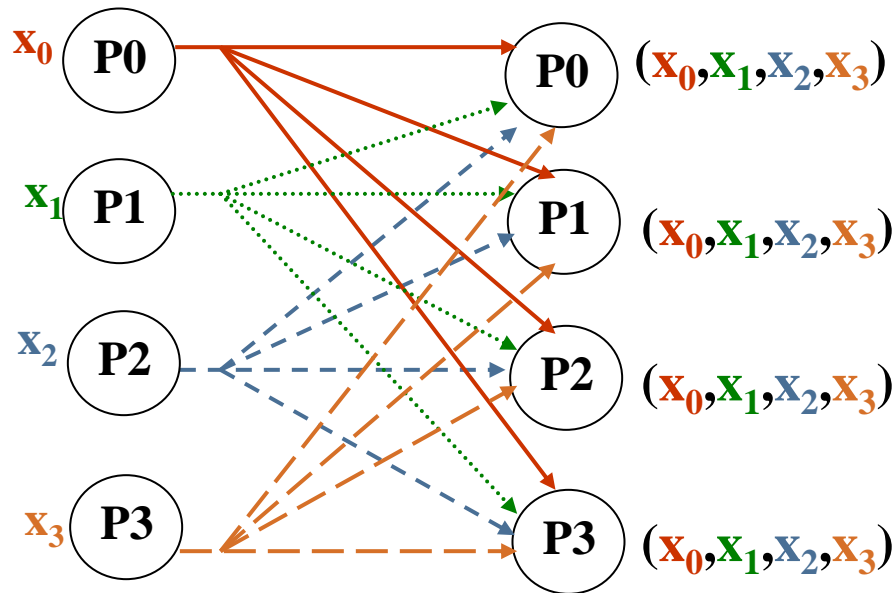 x₀ P0 P0 (x₀,x₁,x₂,x₃)
x₁ P1 P1 (x₀,x₁,x₂,x₃)
x₂ P2 P2 (x₀,x₁,x₂,x₃)
x₃ P3 P3 (x₀,x₁,x₂,x₃)